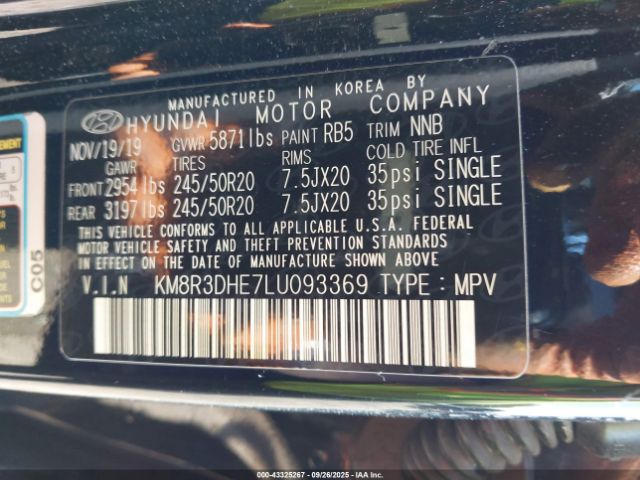 MANUFACTURED IN KOREA BY
HYUNDAI MOTOR COMPANY
NOV/19/19 GVWR 5871lbs PAINT RB5 TRIM NNB
GAWR TIRES RIMS COLD TIRE INFL
FRONT 2954lbs 245/50R20 7.5JX20 35psi SINGLE
REAR 3197lbs 245/50R20 7.5JX20 35psi SINGLE
THIS VEHICLE CONFORMS TO ALL APPLICABLE U.S.A. FEDERAL
MOTOR VEHICLE SAFETY AND THEFT PREVENTION STANDARDS
IN EFFECT ON THE DATE OF MANUFACTURE SHOWN ABOVE
V.I.N KM8R3DHE7LU093369 TYPE : MPV
C05
000-43325267 09/26/2025 IAA Inc.